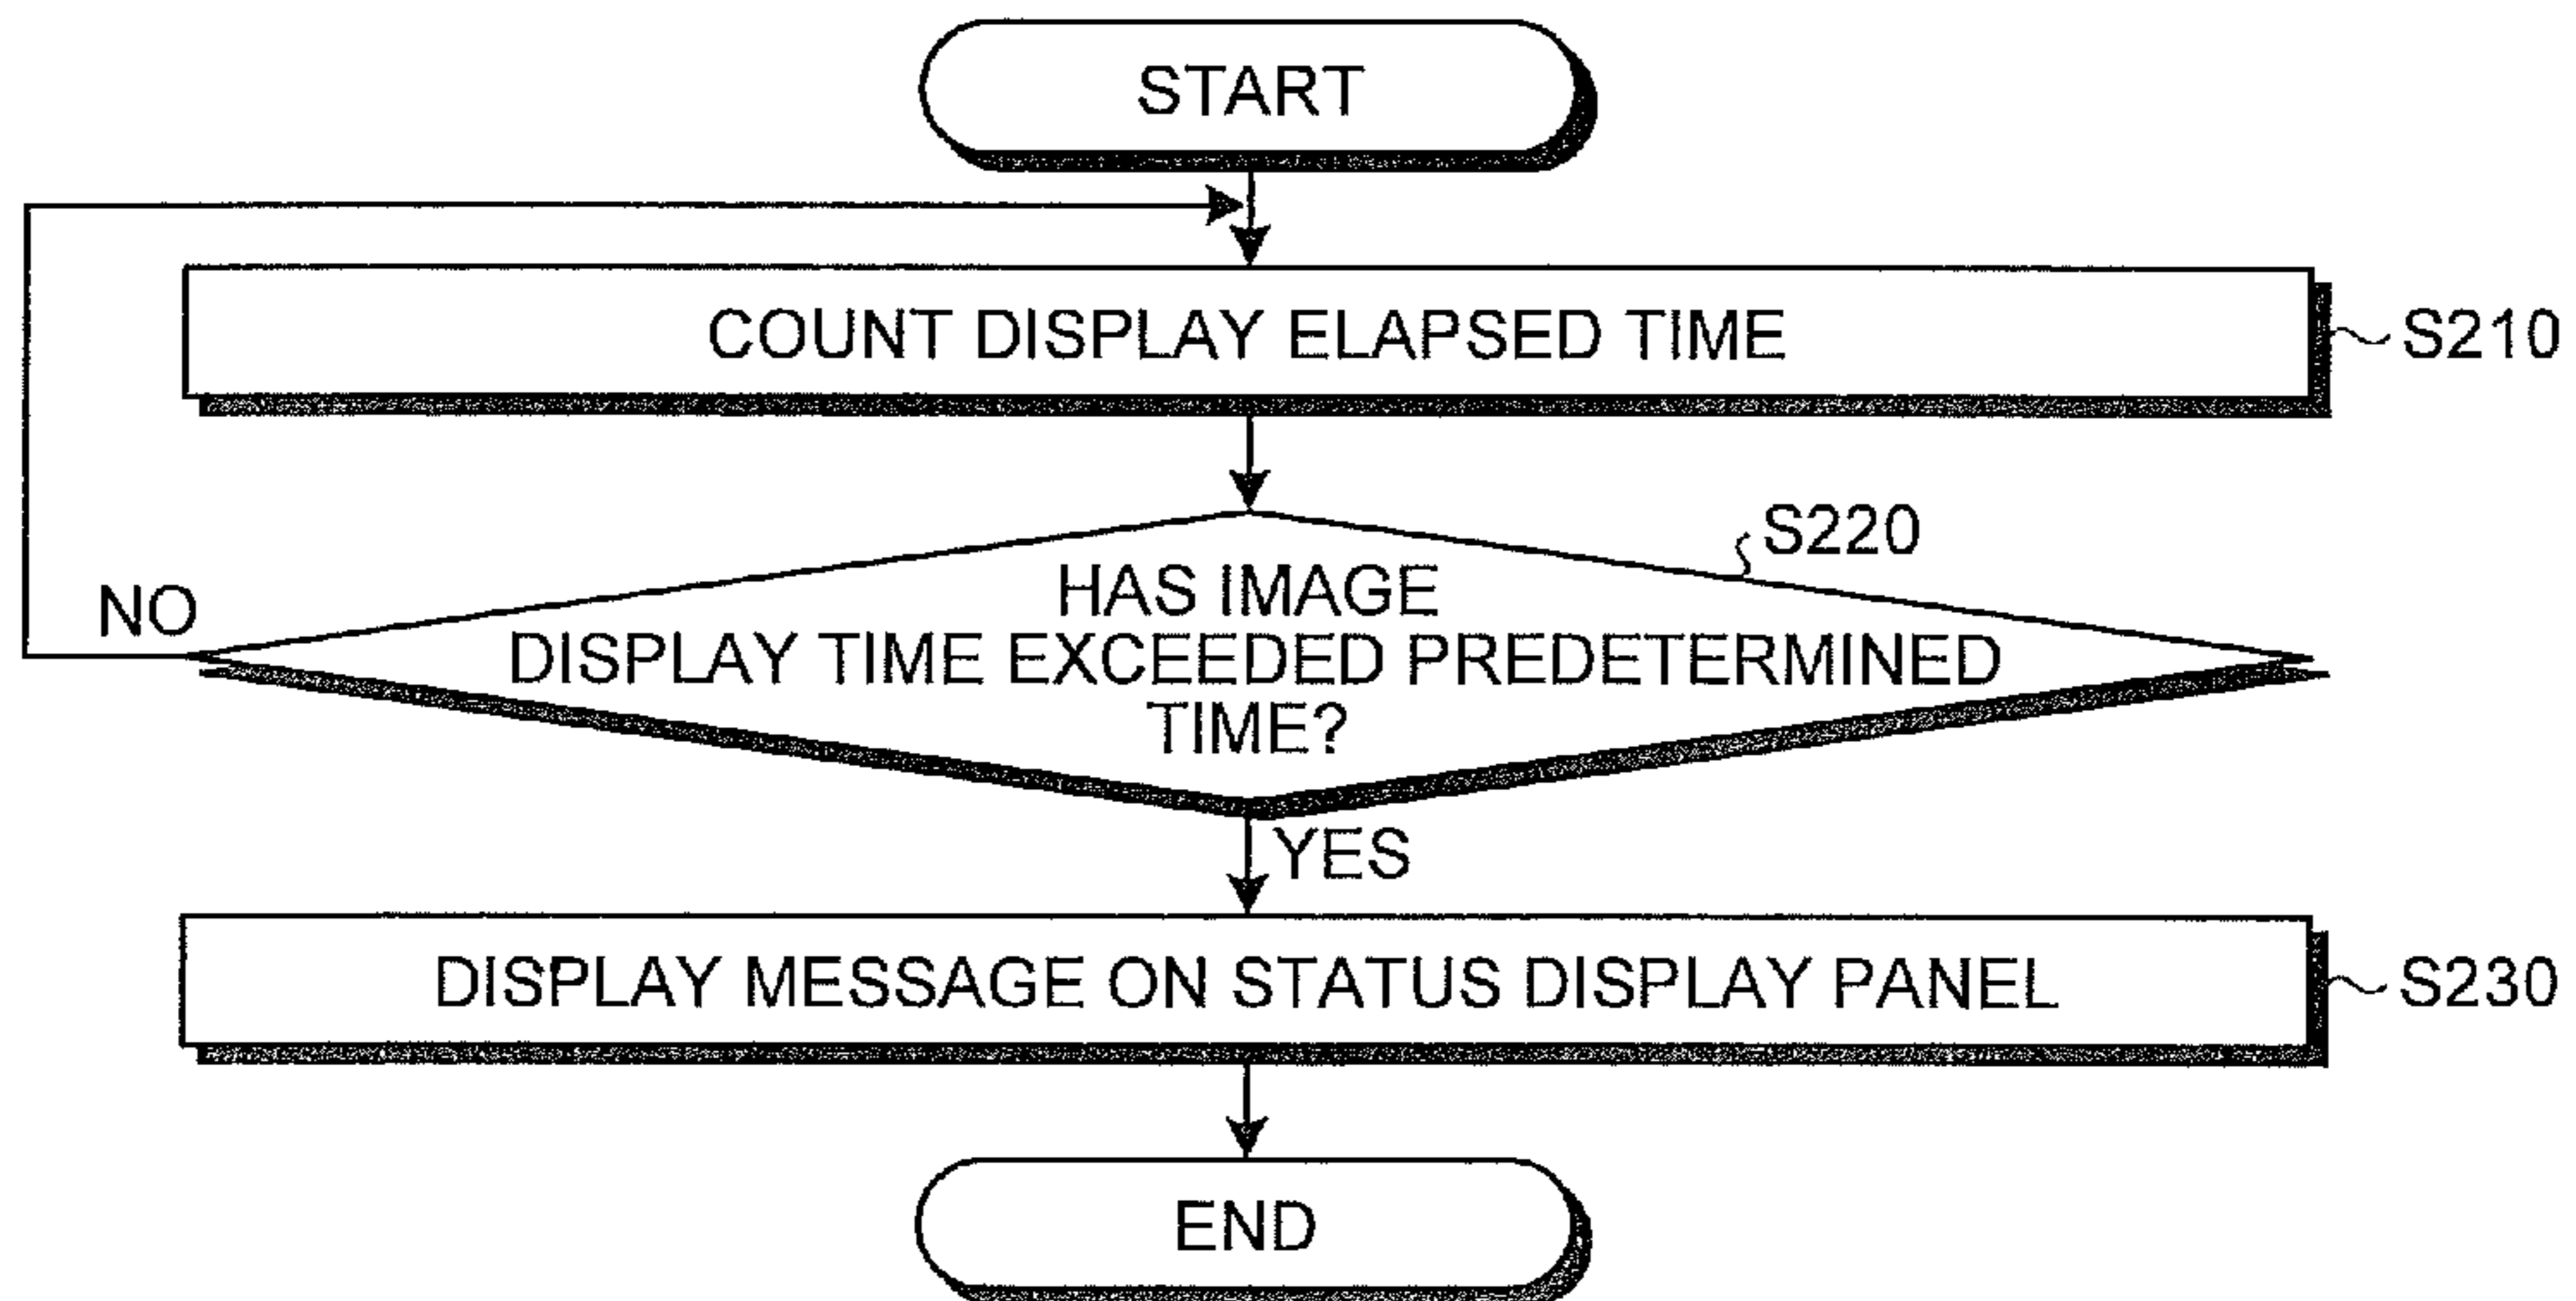 START
COUNT DISPLAY ELAPSED TIME
S210
S220
HAS IMAGE
DISPLAY TIME EXCEEDED PREDETERMINED
TIME?
NO
YES
DISPLAY MESSAGE ON STATUS DISPLAY PANEL
S230
END